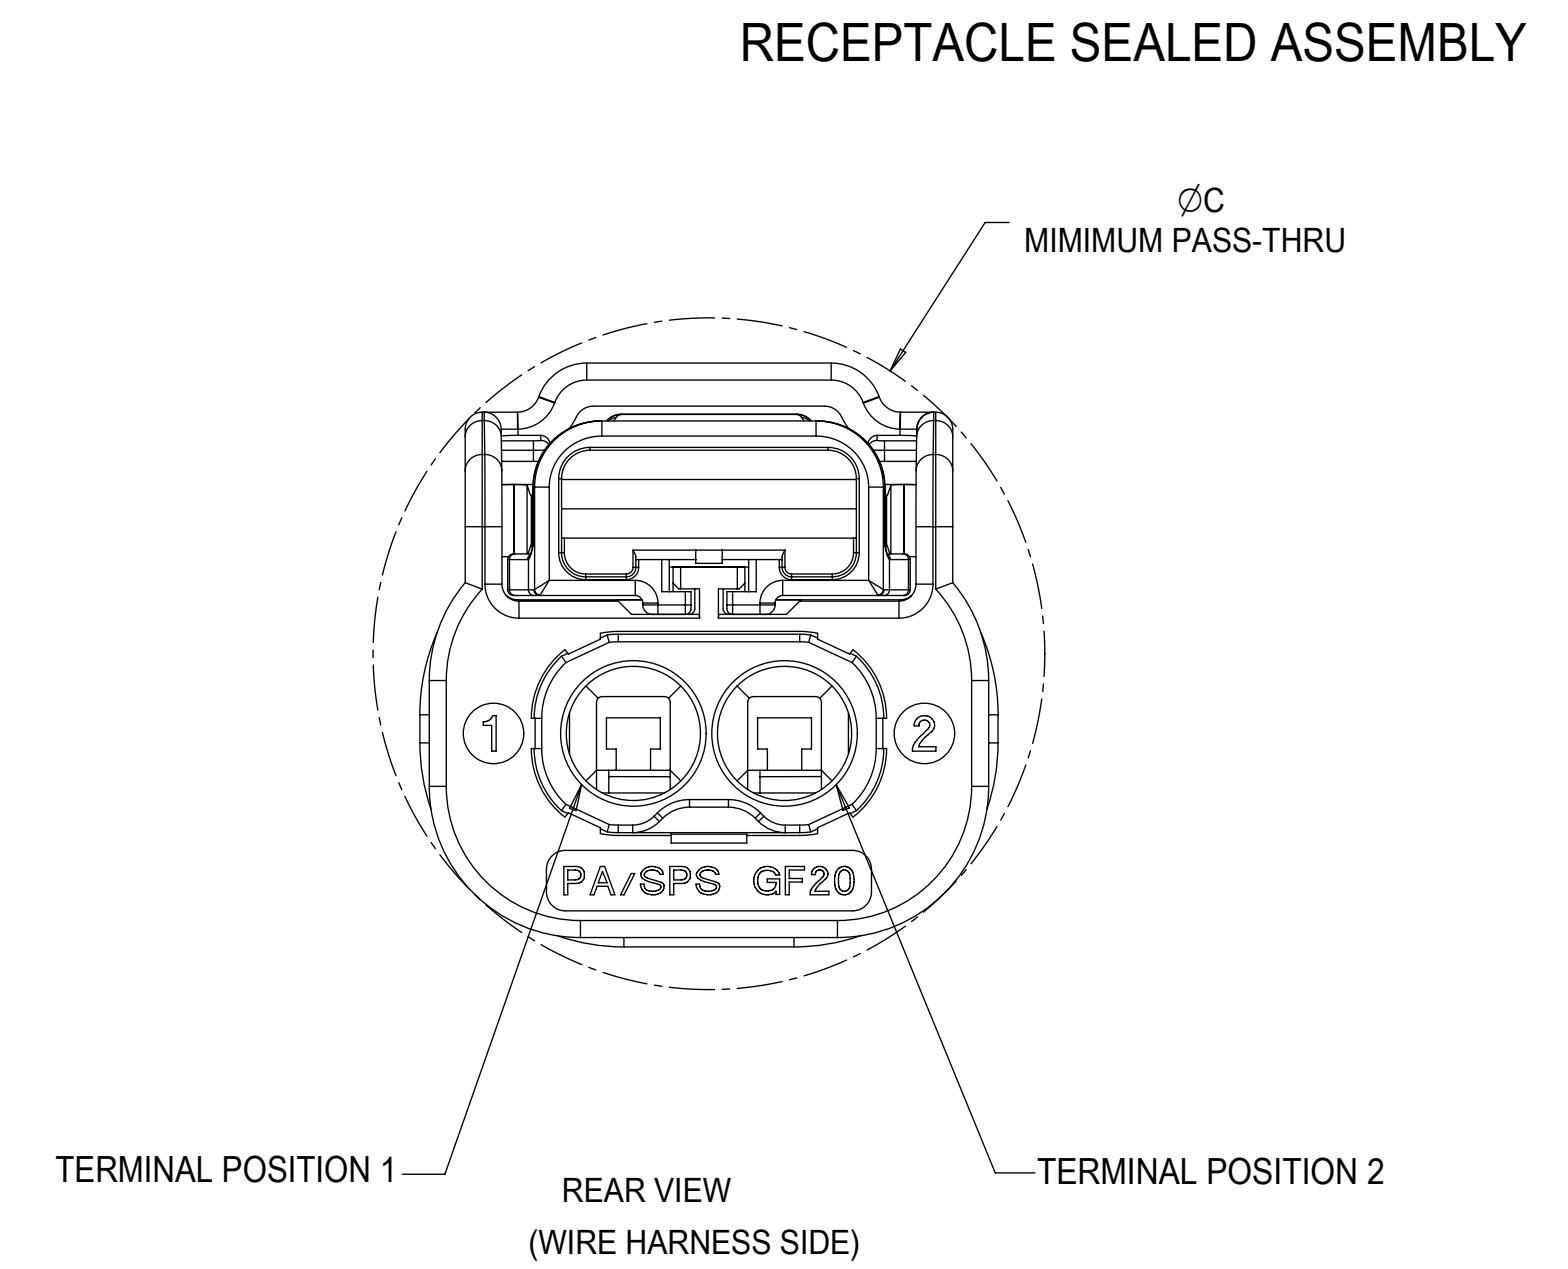 RECEPTACLE SEALED ASSEMBLY
ØC
MIMIMUM PASS-THRU
1
2
PA/SPS GF20
TERMINAL POSITION 1
TERMINAL POSITION 2
REAR VIEW
(WIRE HARNESS SIDE)